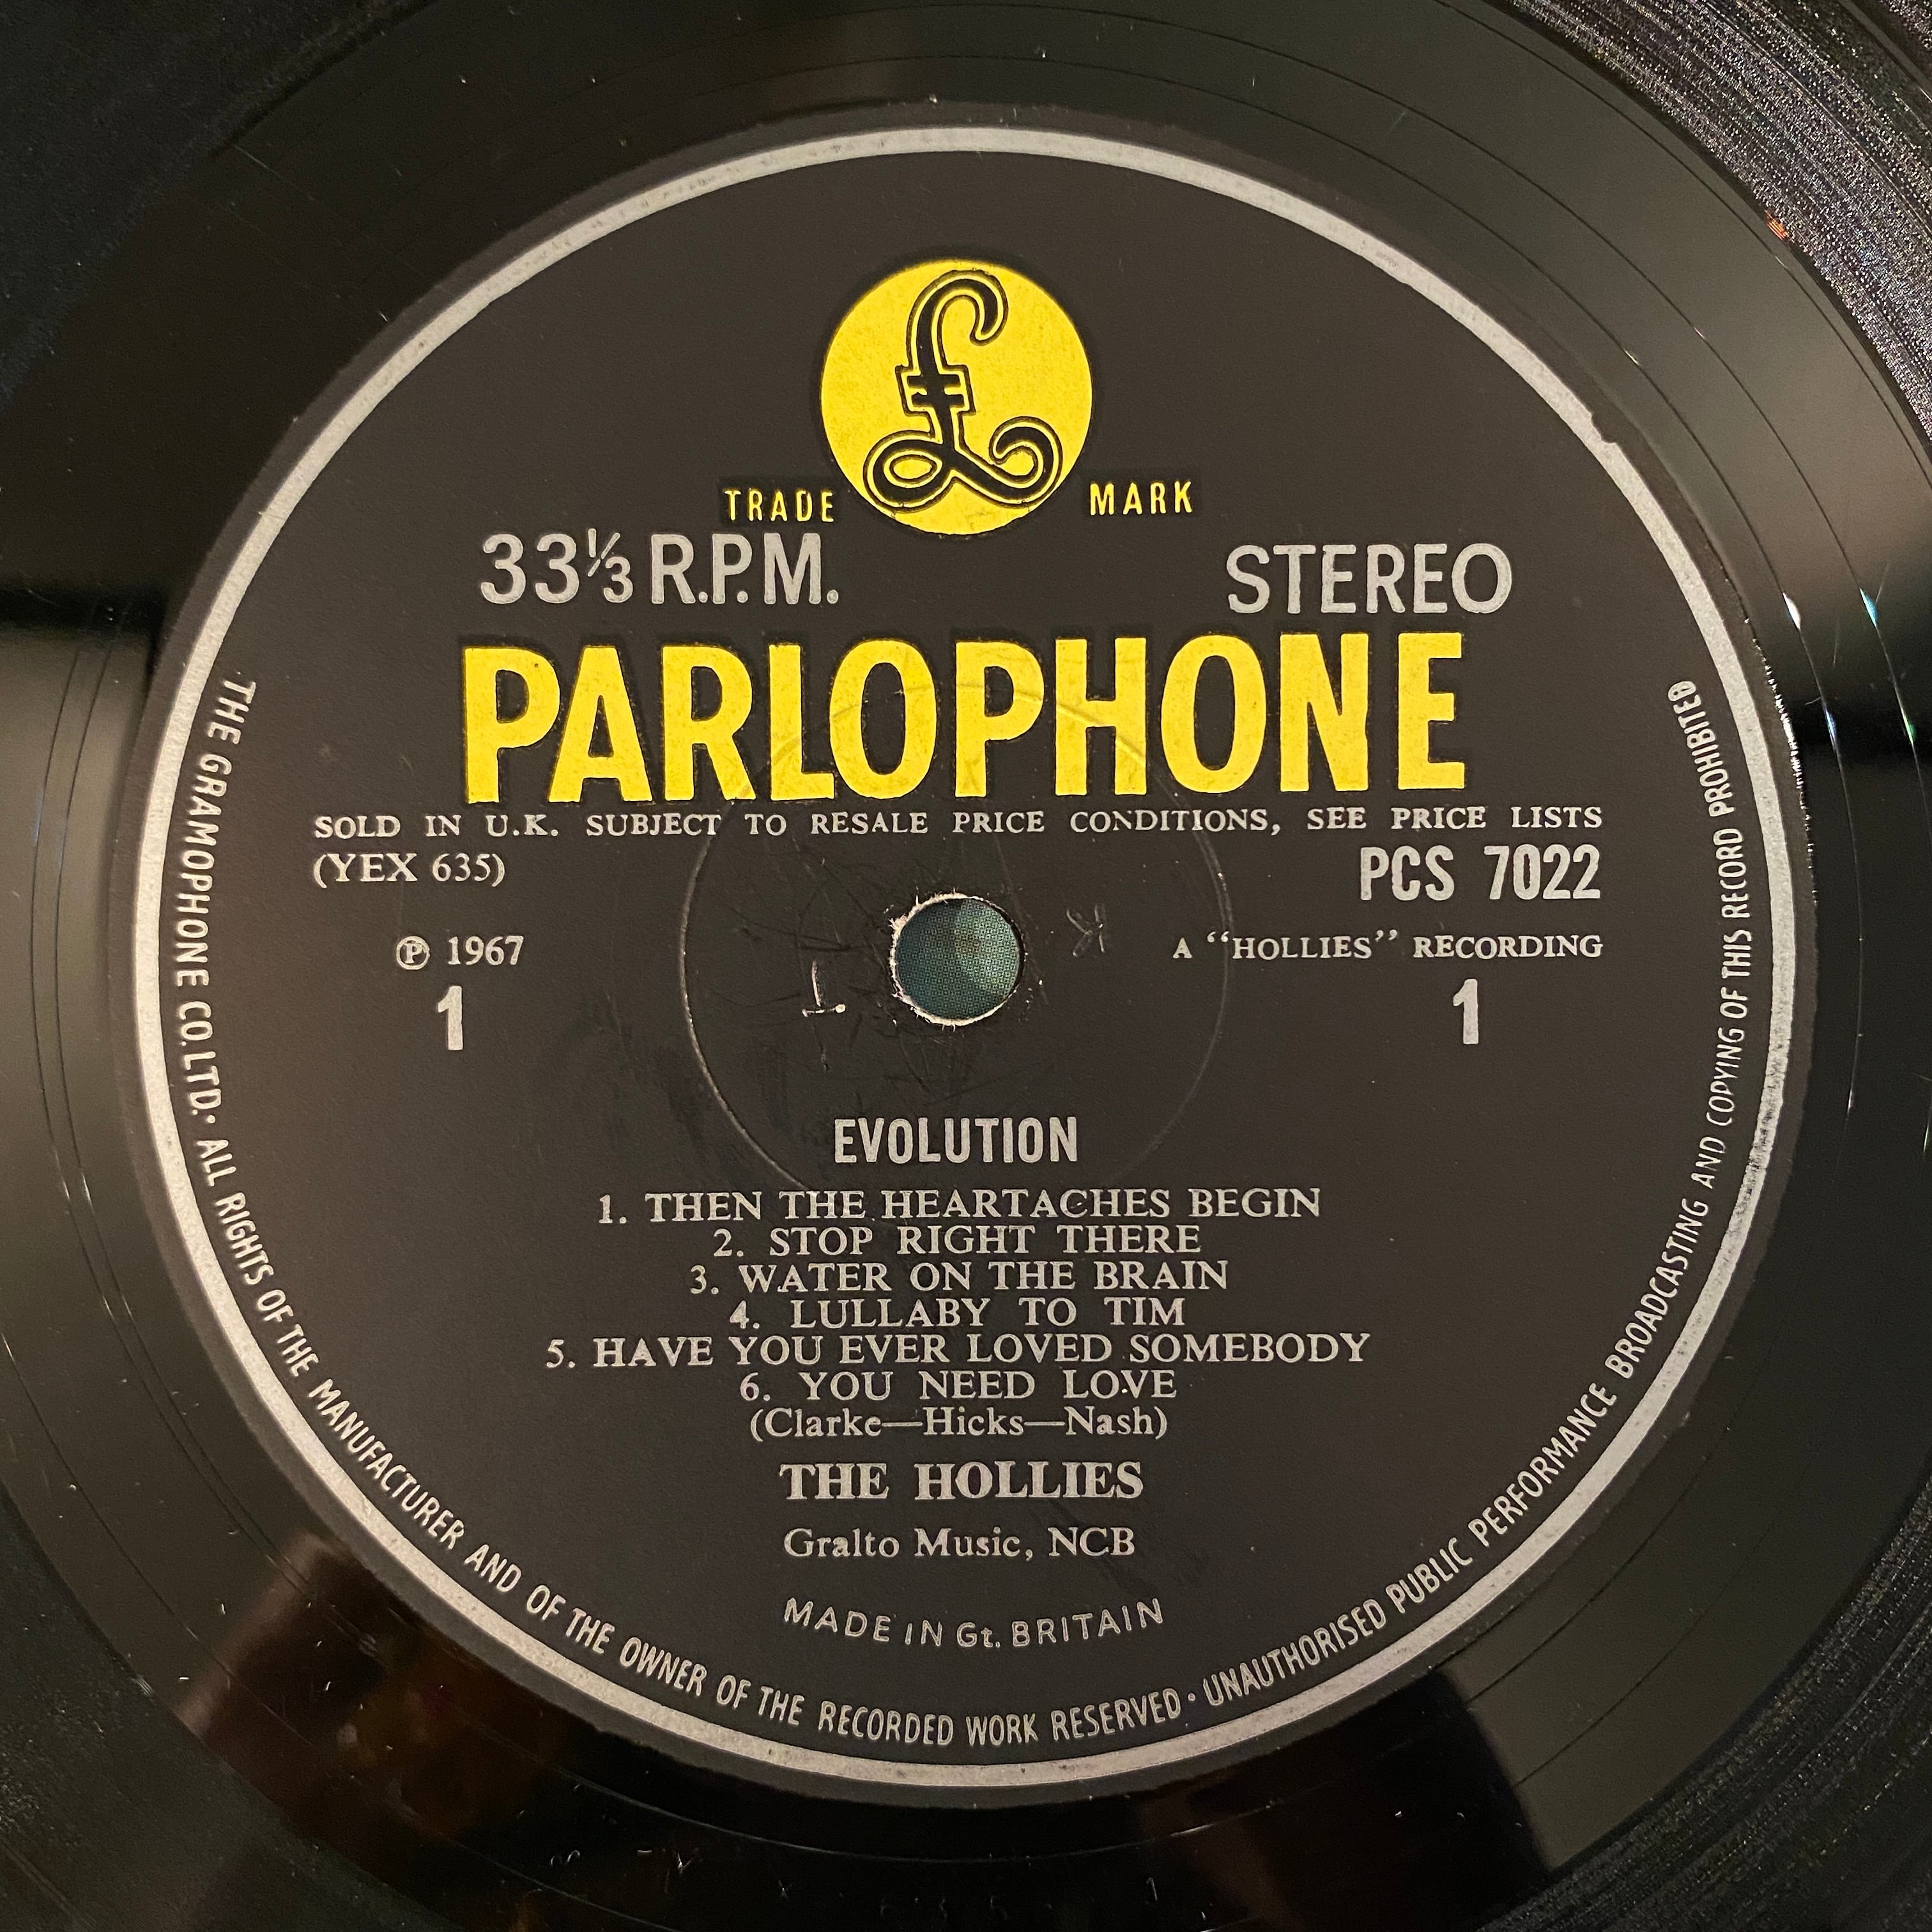 £
TRADE MARK
33⅓ R.P.M. STEREO
PARLOPHONE
SOLD IN U.K. SUBJECT TO RESALE PRICE CONDITIONS, SEE PRICE LISTS
(YEX 635) PCS 7022
℗ 1967 A “HOLLIES” RECORDING
1 1
EVOLUTION
1. THEN THE HEARTACHES BEGIN
2. STOP RIGHT THERE
3. WATER ON THE BRAIN
4. LULLABY TO TIM
5. HAVE YOU EVER LOVED SOMEBODY
6. YOU NEED LOVE
(Clarke—Hicks—Nash)
THE HOLLIES
Gralto Music, NCB
MADE IN Gt. BRITAIN
THE GRAMOPHONE CO. LTD. · ALL RIGHTS OF THE MANUFACTURER AND OF THE OWNER OF THE RECORDED WORK RESERVED · UNAUTHORISED PUBLIC PERFORMANCE BROADCASTING AND COPYING OF THIS RECORD PROHIBITED